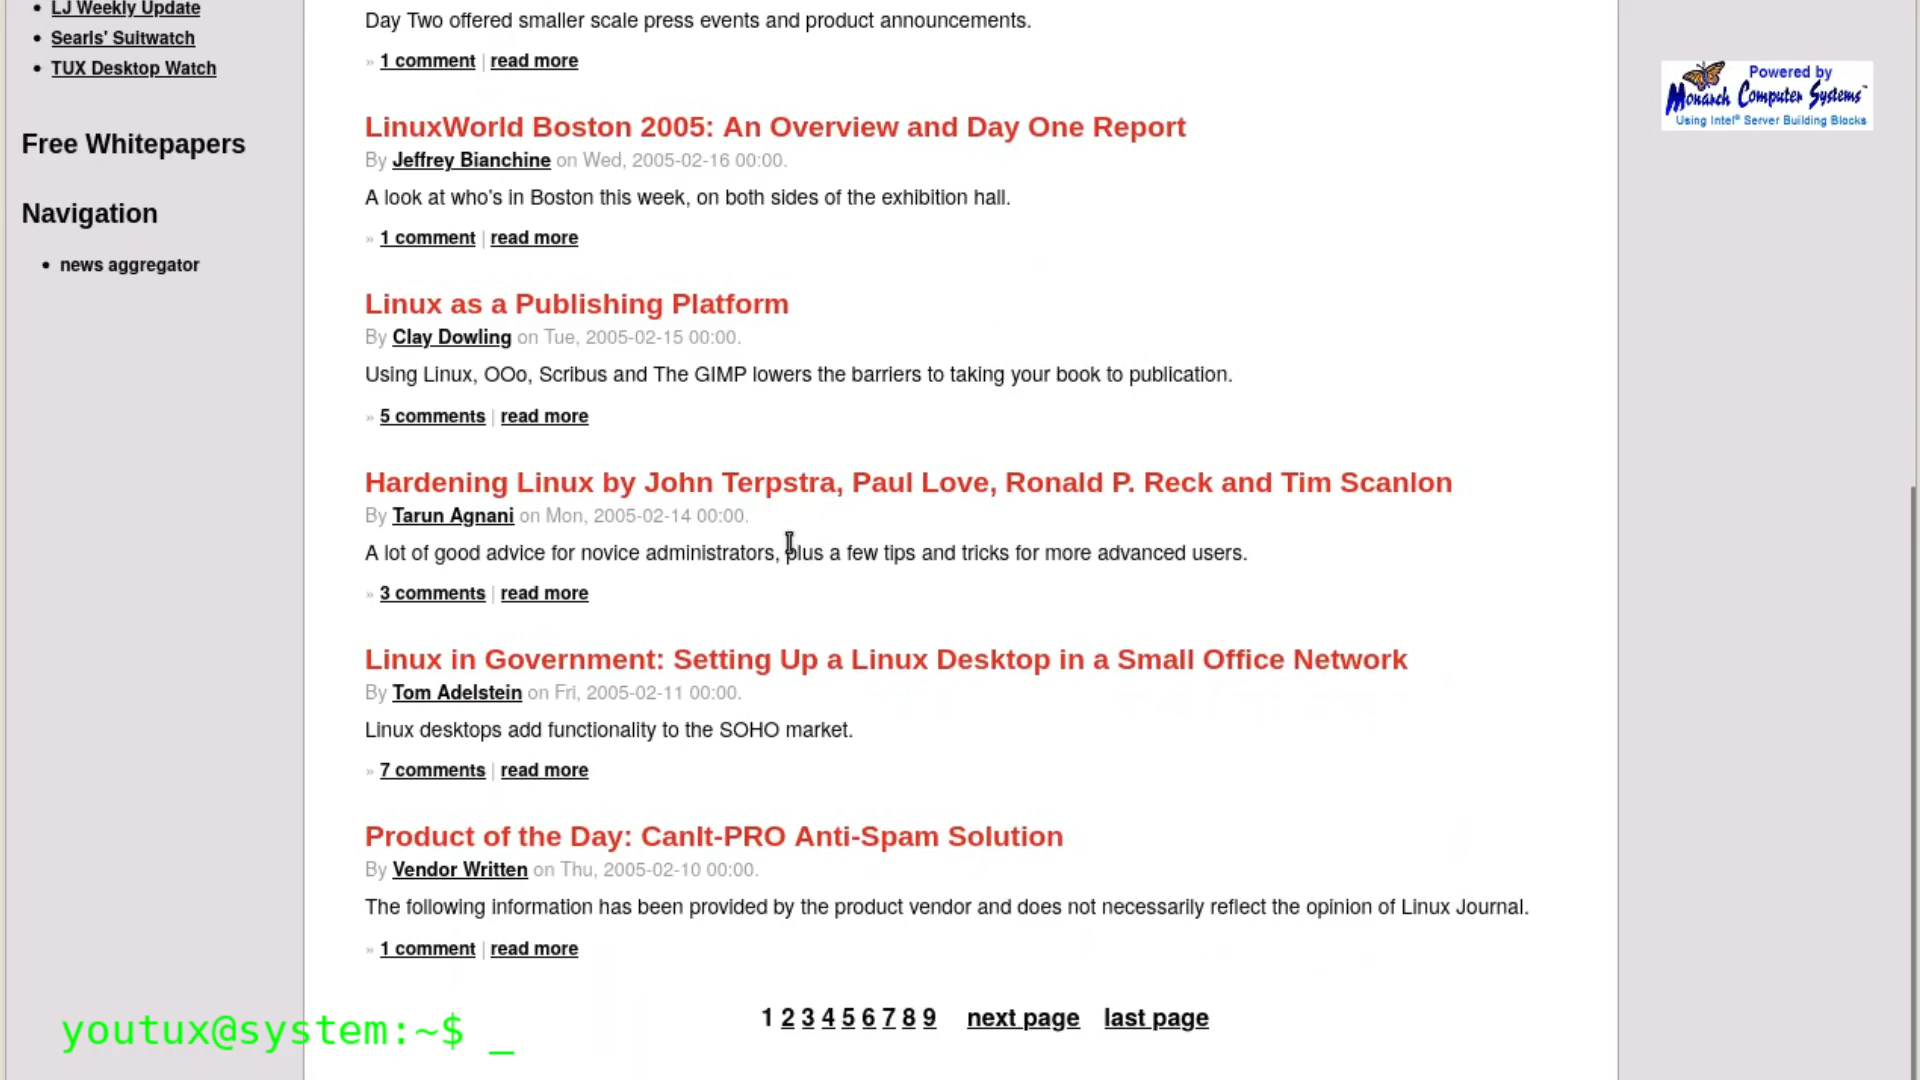 LJ Weekly Update
Searls' Suitwatch
TUX Desktop Watch
Free Whitepapers
Navigation
news aggregator
Day Two offered smaller scale press events and product announcements.
» 1 comment | read more
LinuxWorld Boston 2005: An Overview and Day One Report
By Jeffrey Bianchine on Wed, 2005-02-16 00:00.
A look at who's in Boston this week, on both sides of the exhibition hall.
» 1 comment | read more
Linux as a Publishing Platform
By Clay Dowling on Tue, 2005-02-15 00:00.
Using Linux, OOo, Scribus and The GIMP lowers the barriers to taking your book to publication.
» 5 comments | read more
Hardening Linux by John Terpstra, Paul Love, Ronald P. Reck and Tim Scanlon
By Tarun Agnani on Mon, 2005-02-14 00:00.
A lot of good advice for novice administrators, plus a few tips and tricks for more advanced users.
» 3 comments | read more
Linux in Government: Setting Up a Linux Desktop in a Small Office Network
By Tom Adelstein on Fri, 2005-02-11 00:00.
Linux desktops add functionality to the SOHO market.
» 7 comments | read more
Product of the Day: CanIt-PRO Anti-Spam Solution
By Vendor Written on Thu, 2005-02-10 00:00.
The following information has been provided by the product vendor and does not necessarily reflect the opinion of Linux Journal.
» 1 comment | read more
1 2 3 4 5 6 7 8 9 next page last page
Powered by
Monarch Computer Systems™
Using Intel® Server Building Blocks
youtux@system:~$ _